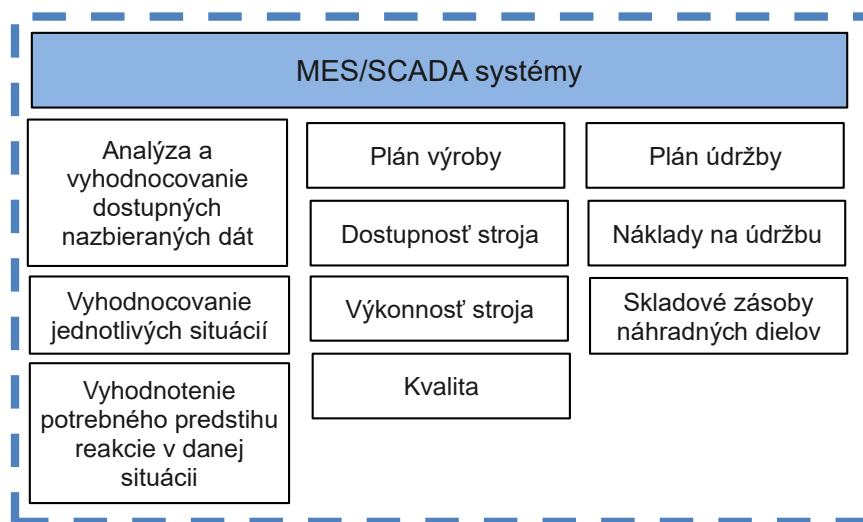 MES/SCADA systémy
Analýza a
vyhodnocovanie
dostupných
nazbieraných dát
Vyhodnocovanie
jednotlivých situácií
Vyhodnotenie
potrebného predstihu
reakcie v danej
situácii
Plán výroby
Dostupnosť stroja
Výkonnosť stroja
Kvalita
Plán údržby
Náklady na údržbu
Skladové zásoby
náhradných dielov